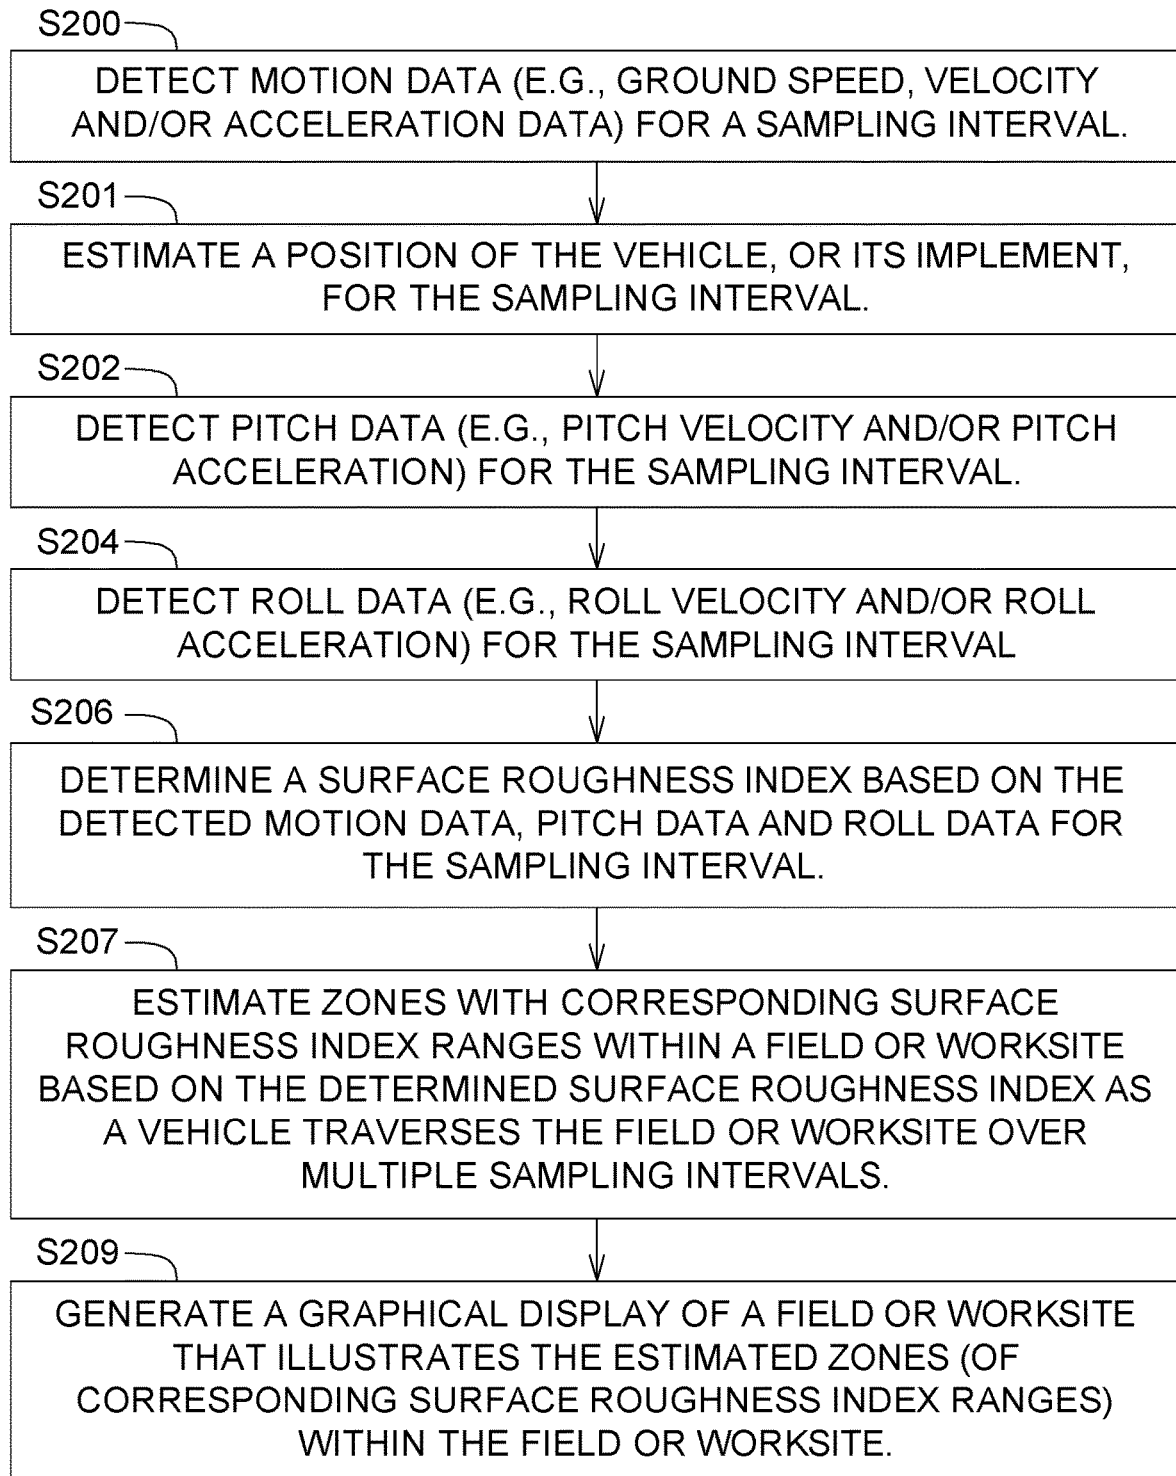 S200
DETECT MOTION DATA (E.G., GROUND SPEED, VELOCITY
AND/OR ACCELERATION DATA) FOR A SAMPLING INTERVAL.
S201
ESTIMATE A POSITION OF THE VEHICLE, OR ITS IMPLEMENT,
FOR THE SAMPLING INTERVAL.
S202
DETECT PITCH DATA (E.G., PITCH VELOCITY AND/OR PITCH
ACCELERATION) FOR THE SAMPLING INTERVAL.
S204
DETECT ROLL DATA (E.G., ROLL VELOCITY AND/OR ROLL
ACCELERATION) FOR THE SAMPLING INTERVAL
S206
DETERMINE A SURFACE ROUGHNESS INDEX BASED ON THE
DETECTED MOTION DATA, PITCH DATA AND ROLL DATA FOR
THE SAMPLING INTERVAL.
S207
ESTIMATE ZONES WITH CORRESPONDING SURFACE
ROUGHNESS INDEX RANGES WITHIN A FIELD OR WORKSITE
BASED ON THE DETERMINED SURFACE ROUGHNESS INDEX AS
A VEHICLE TRAVERSES THE FIELD OR WORKSITE OVER
MULTIPLE SAMPLING INTERVALS.
S209
GENERATE A GRAPHICAL DISPLAY OF A FIELD OR WORKSITE
THAT ILLUSTRATES THE ESTIMATED ZONES (OF
CORRESPONDING SURFACE ROUGHNESS INDEX RANGES)
WITHIN THE FIELD OR WORKSITE.